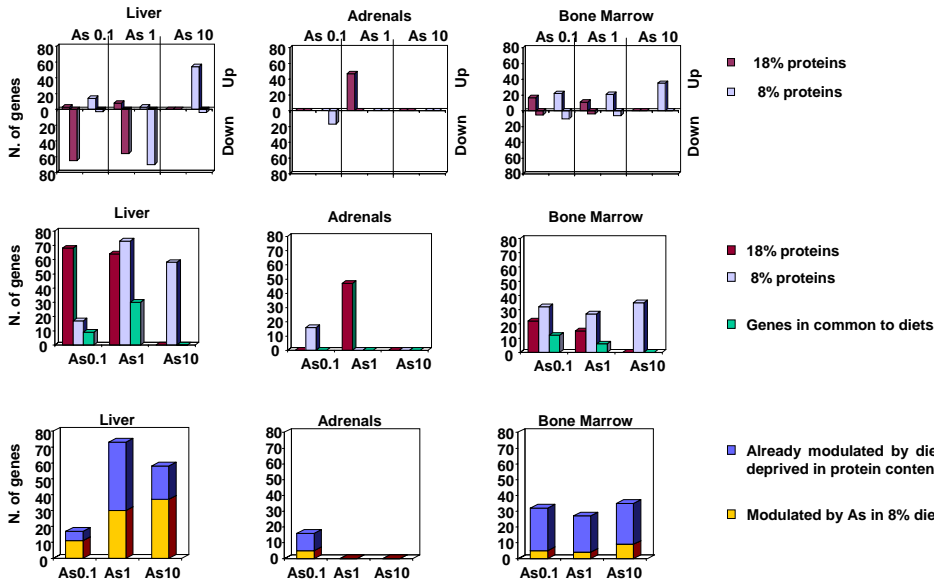 Liver
Adrenals
Bone Marrow
As 0.1 As 1 As 10
As 0.1 As 1 As 10
As 0.1 As 1 As 10
N. of genes
80
60
40
20
0
20
40
60
80
Up
Down
80
60
40
20
0
20
40
60
80
Up
Down
80
60
40
20
0
20
40
60
80
Up
Down
18% proteins
8% proteins
Liver
Adrenals
Bone Marrow
N. of genes
80
70
60
50
40
30
20
10
0
As0.1 As1 As10
80
70
60
50
40
30
20
10
0
As0.1 As1 As10
80
70
60
50
40
30
20
10
0
As0.1 As1 As10
18% proteins
8% proteins
Genes in common to diets
Liver
Adrenals
Bone Marrow
N. of genes
80
70
60
50
40
30
20
10
0
As0.1 As1 As10
80
70
60
50
40
30
20
10
0
As0.1 As1 As10
80
70
60
50
40
30
20
10
0
As0.1 As1 As10
Already modulated by die
deprived in protein conten
Modulated by As in 8% die